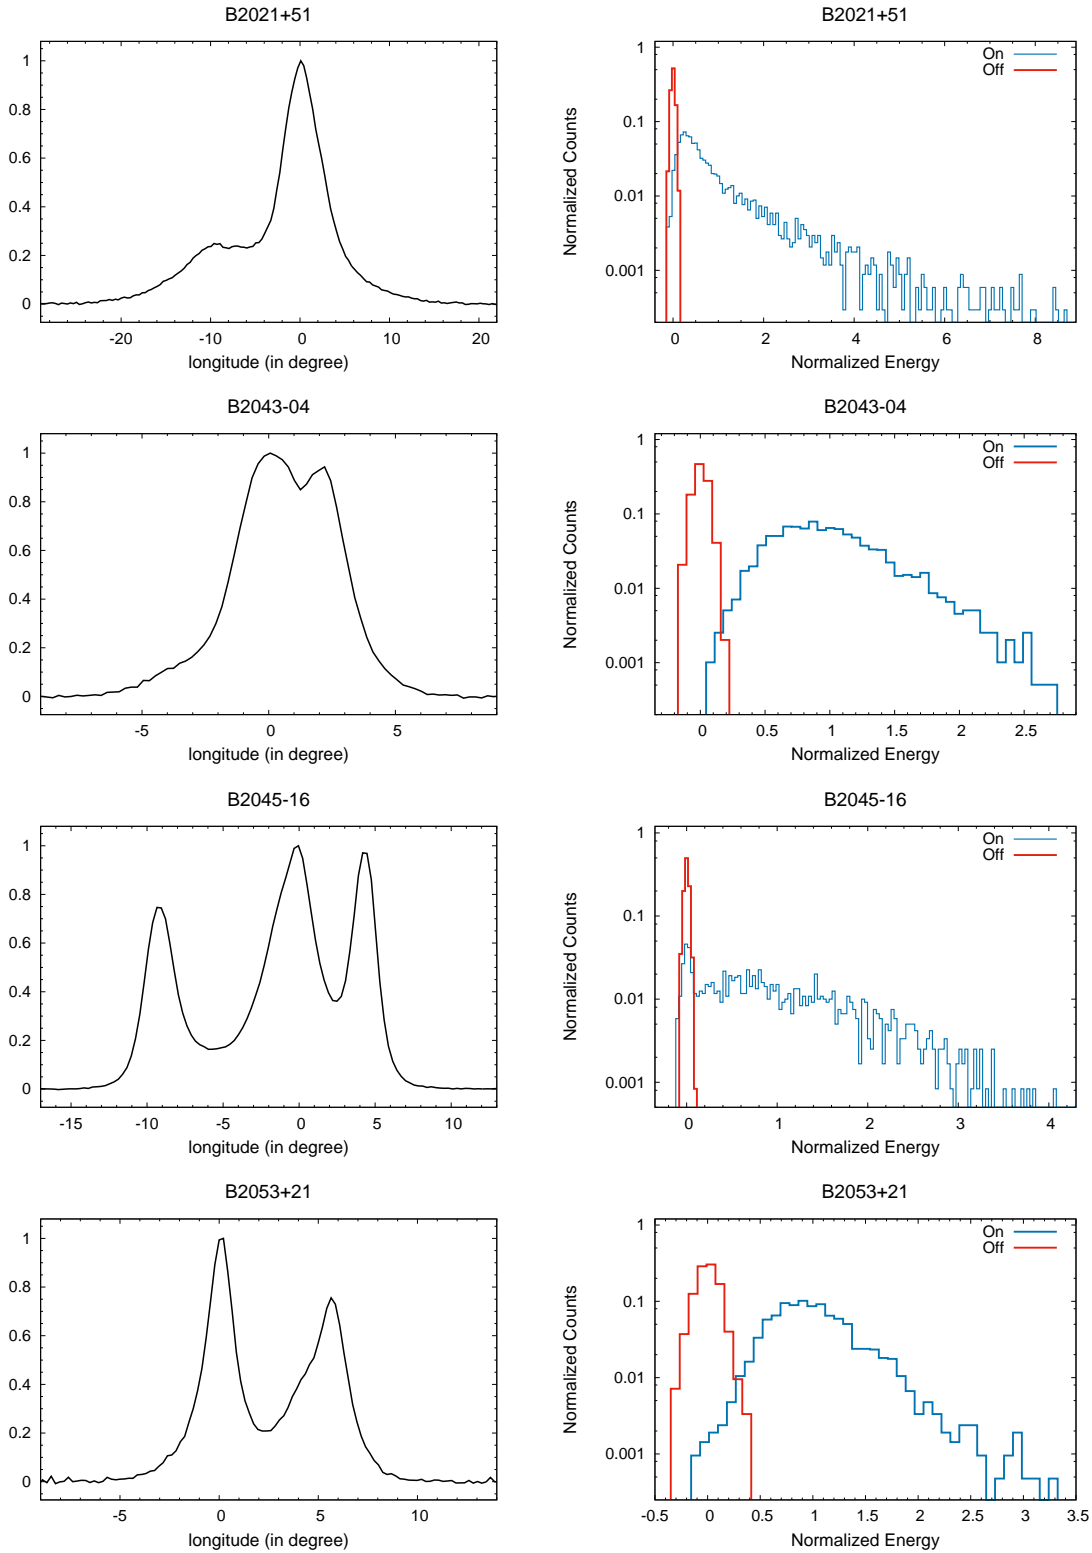 B2021+51
1
0.8
0.6
0.4
0.2
0
-20 -10 0 10 20
longitude (in degree)
B2021+51
On
Off
1
0.1
0.01
0.001
Normalized Counts
0 2 4 6 8
Normalized Energy
B2043-04
1
0.8
0.6
0.4
0.2
0
-5 0 5
longitude (in degree)
B2043-04
On
Off
1
0.1
0.01
0.001
Normalized Counts
0 0.5 1 1.5 2 2.5
Normalized Energy
B2045-16
1
0.8
0.6
0.4
0.2
0
-15 -10 -5 0 5 10
longitude (in degree)
B2045-16
On
Off
1
0.1
0.01
0.001
Normalized Counts
0 1 2 3 4
Normalized Energy
B2053+21
1
0.8
0.6
0.4
0.2
0
-5 0 5 10
longitude (in degree)
B2053+21
On
Off
1
0.1
0.01
0.001
Normalized Counts
-0.5 0 0.5 1 1.5 2 2.5 3 3.5
Normalized Energy